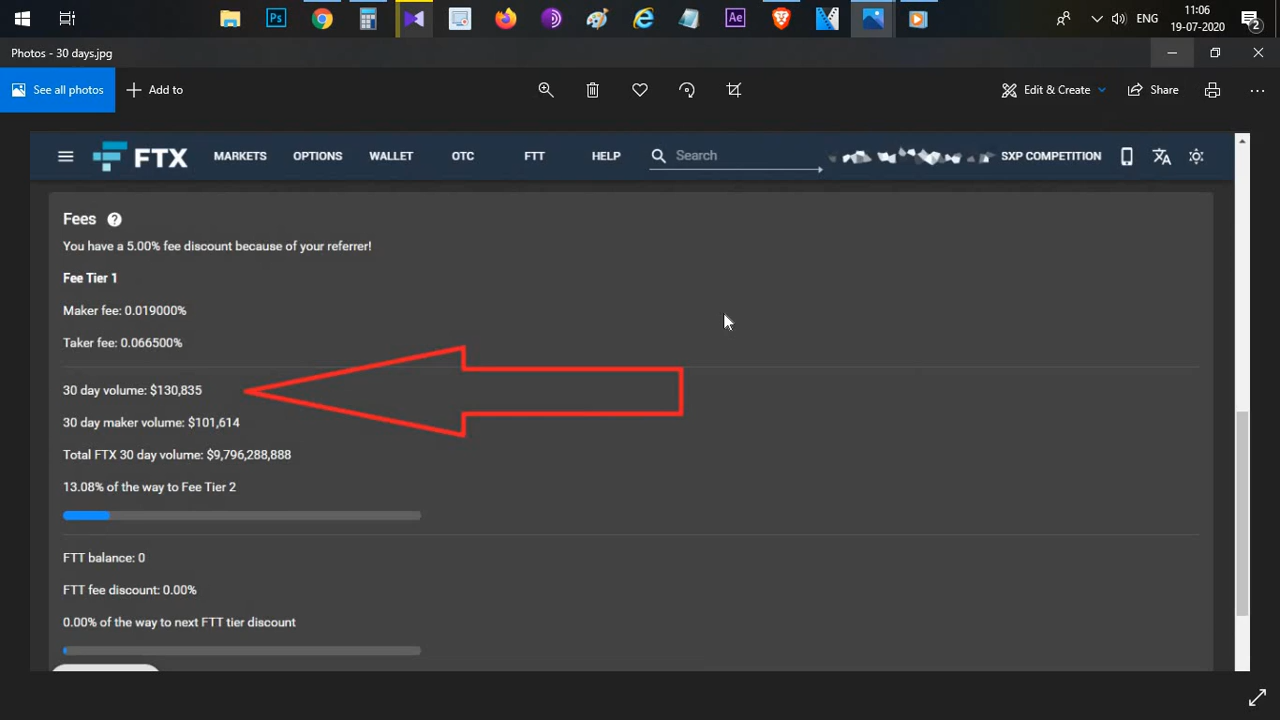 Ps
Ae
ENG
11:06
19-07-2020
2
Photos - 30 days.jpg
See all photos
Add to
Edit & Create
Share
FTX
MARKETS
OPTIONS
WALLET
OTC
FTT
HELP
Search
SXP COMPETITION
Fees ?
You have a 5.00% fee discount because of your referrer!
Fee Tier 1
Maker fee: 0.019000%
Taker fee: 0.066500%
30 day volume: $130,835
30 day maker volume: $101,614
Total FTX 30 day volume: $9,796,288,888
13.08% of the way to Fee Tier 2
FTT balance: 0
FTT fee discount: 0.00%
0.00% of the way to next FTT tier discount